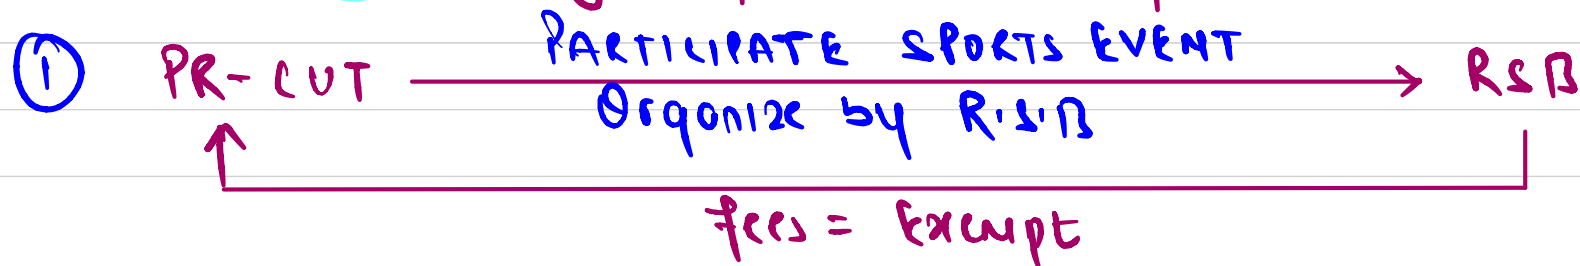 PARTICIPATE SPORTS EVENT
① PR-CUT RSB
Organize by R.S.B
fees = Exempt